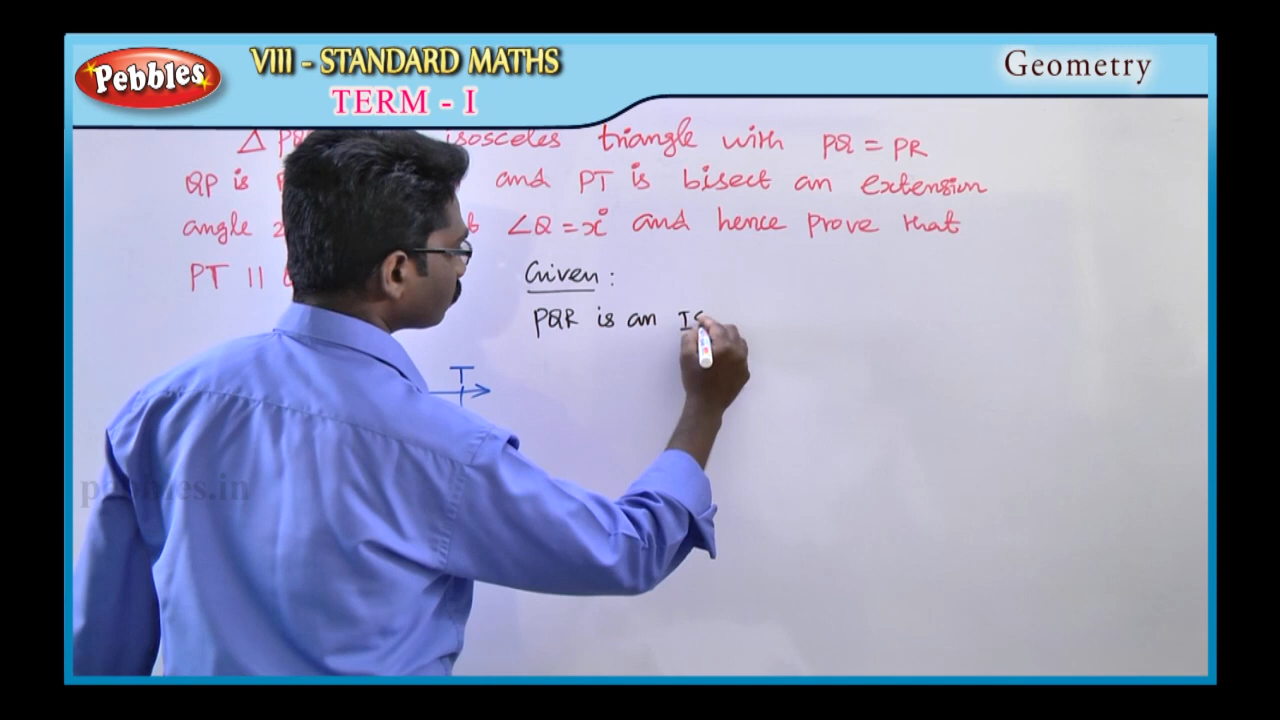 Pebbles
VIII - STANDARD MATHS
TERM - I
Geometry
△ isosceles triangle with PQ = PR
QP is and PT is bisect an extension
angle ∠Q = x° and hence prove that
PT ||
Given :
PQR is an IS
T